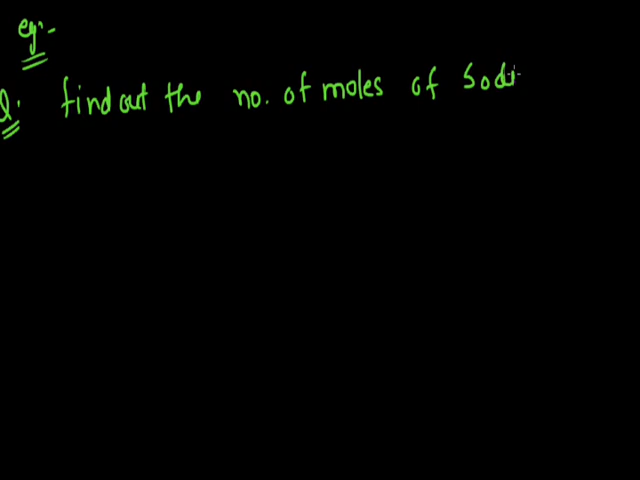 eg:-
Q. find out the no. of moles of Sodi